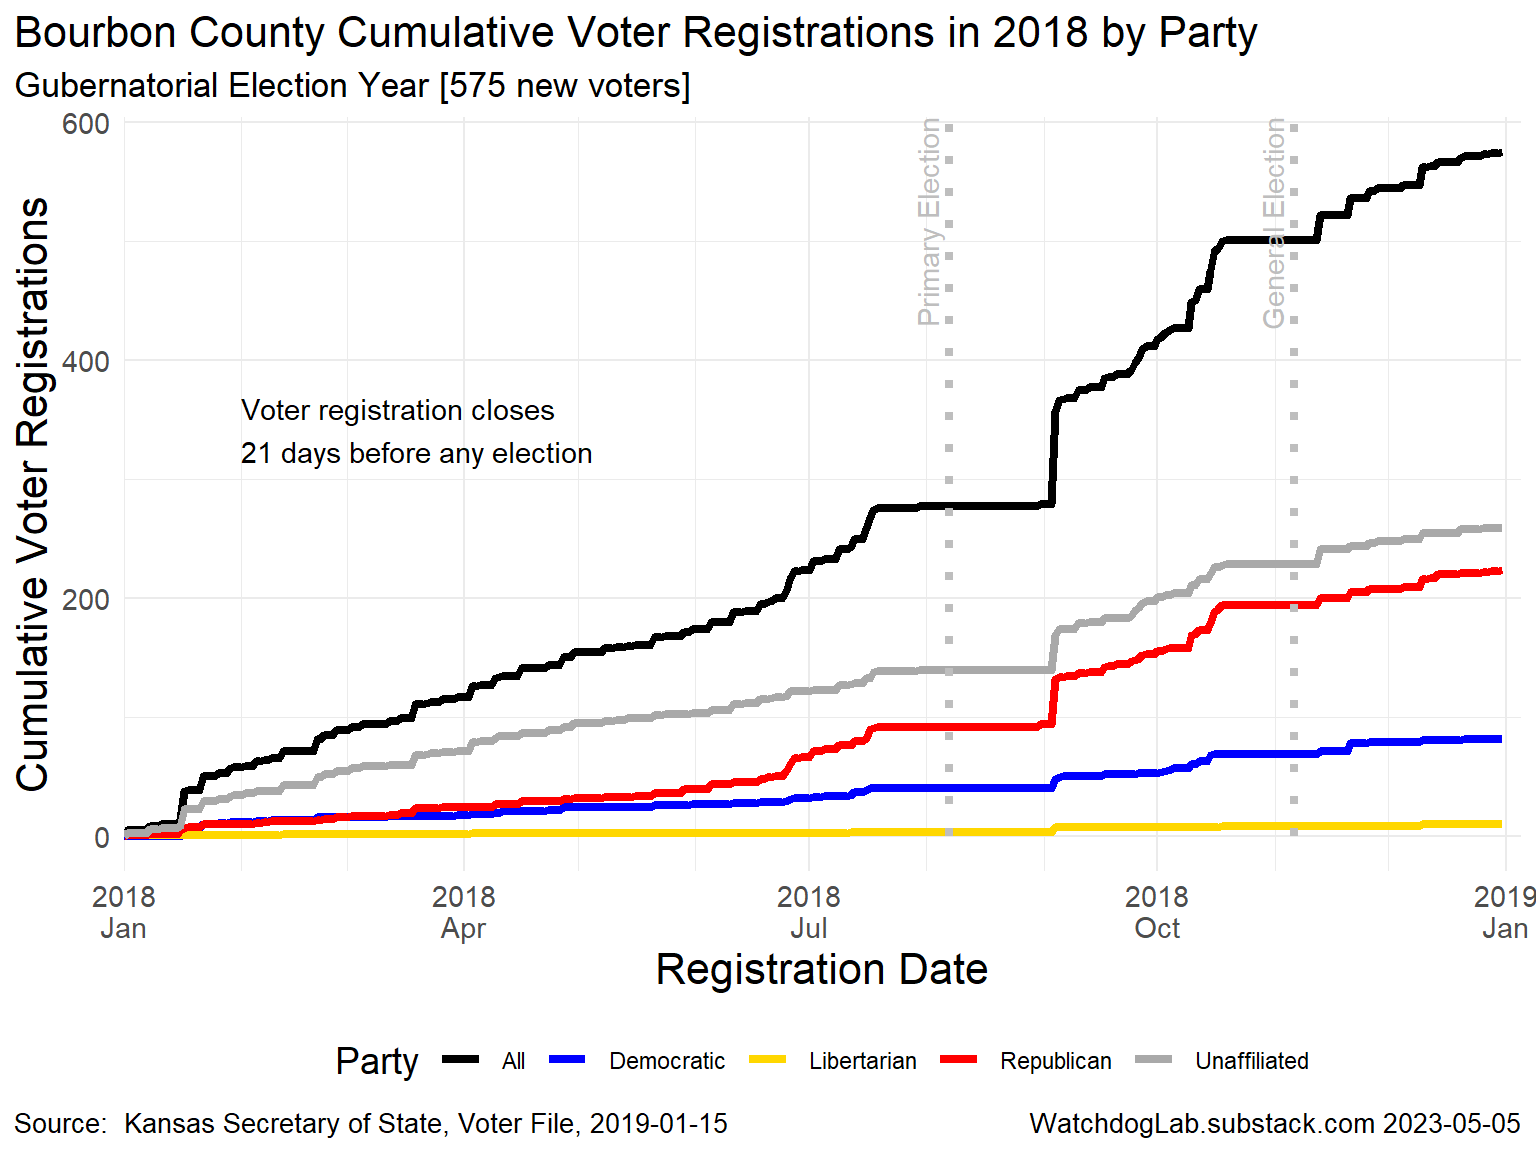 Bourbon County Cumulative Voter Registrations in 2018 by Party
Gubernatorial Election Year [575 new voters]
Cumulative Voter Registrations
600
400
200
0
Primary Election
General Election
Voter registration closes
21 days before any election
2018 2018 2018 2018 2019
Jan Apr Jul Oct Jan
Registration Date
Party All Democratic Libertarian Republican Unaffiliated
Source:  Kansas Secretary of State, Voter File, 2019-01-15
WatchdogLab.substack.com 2023-05-05